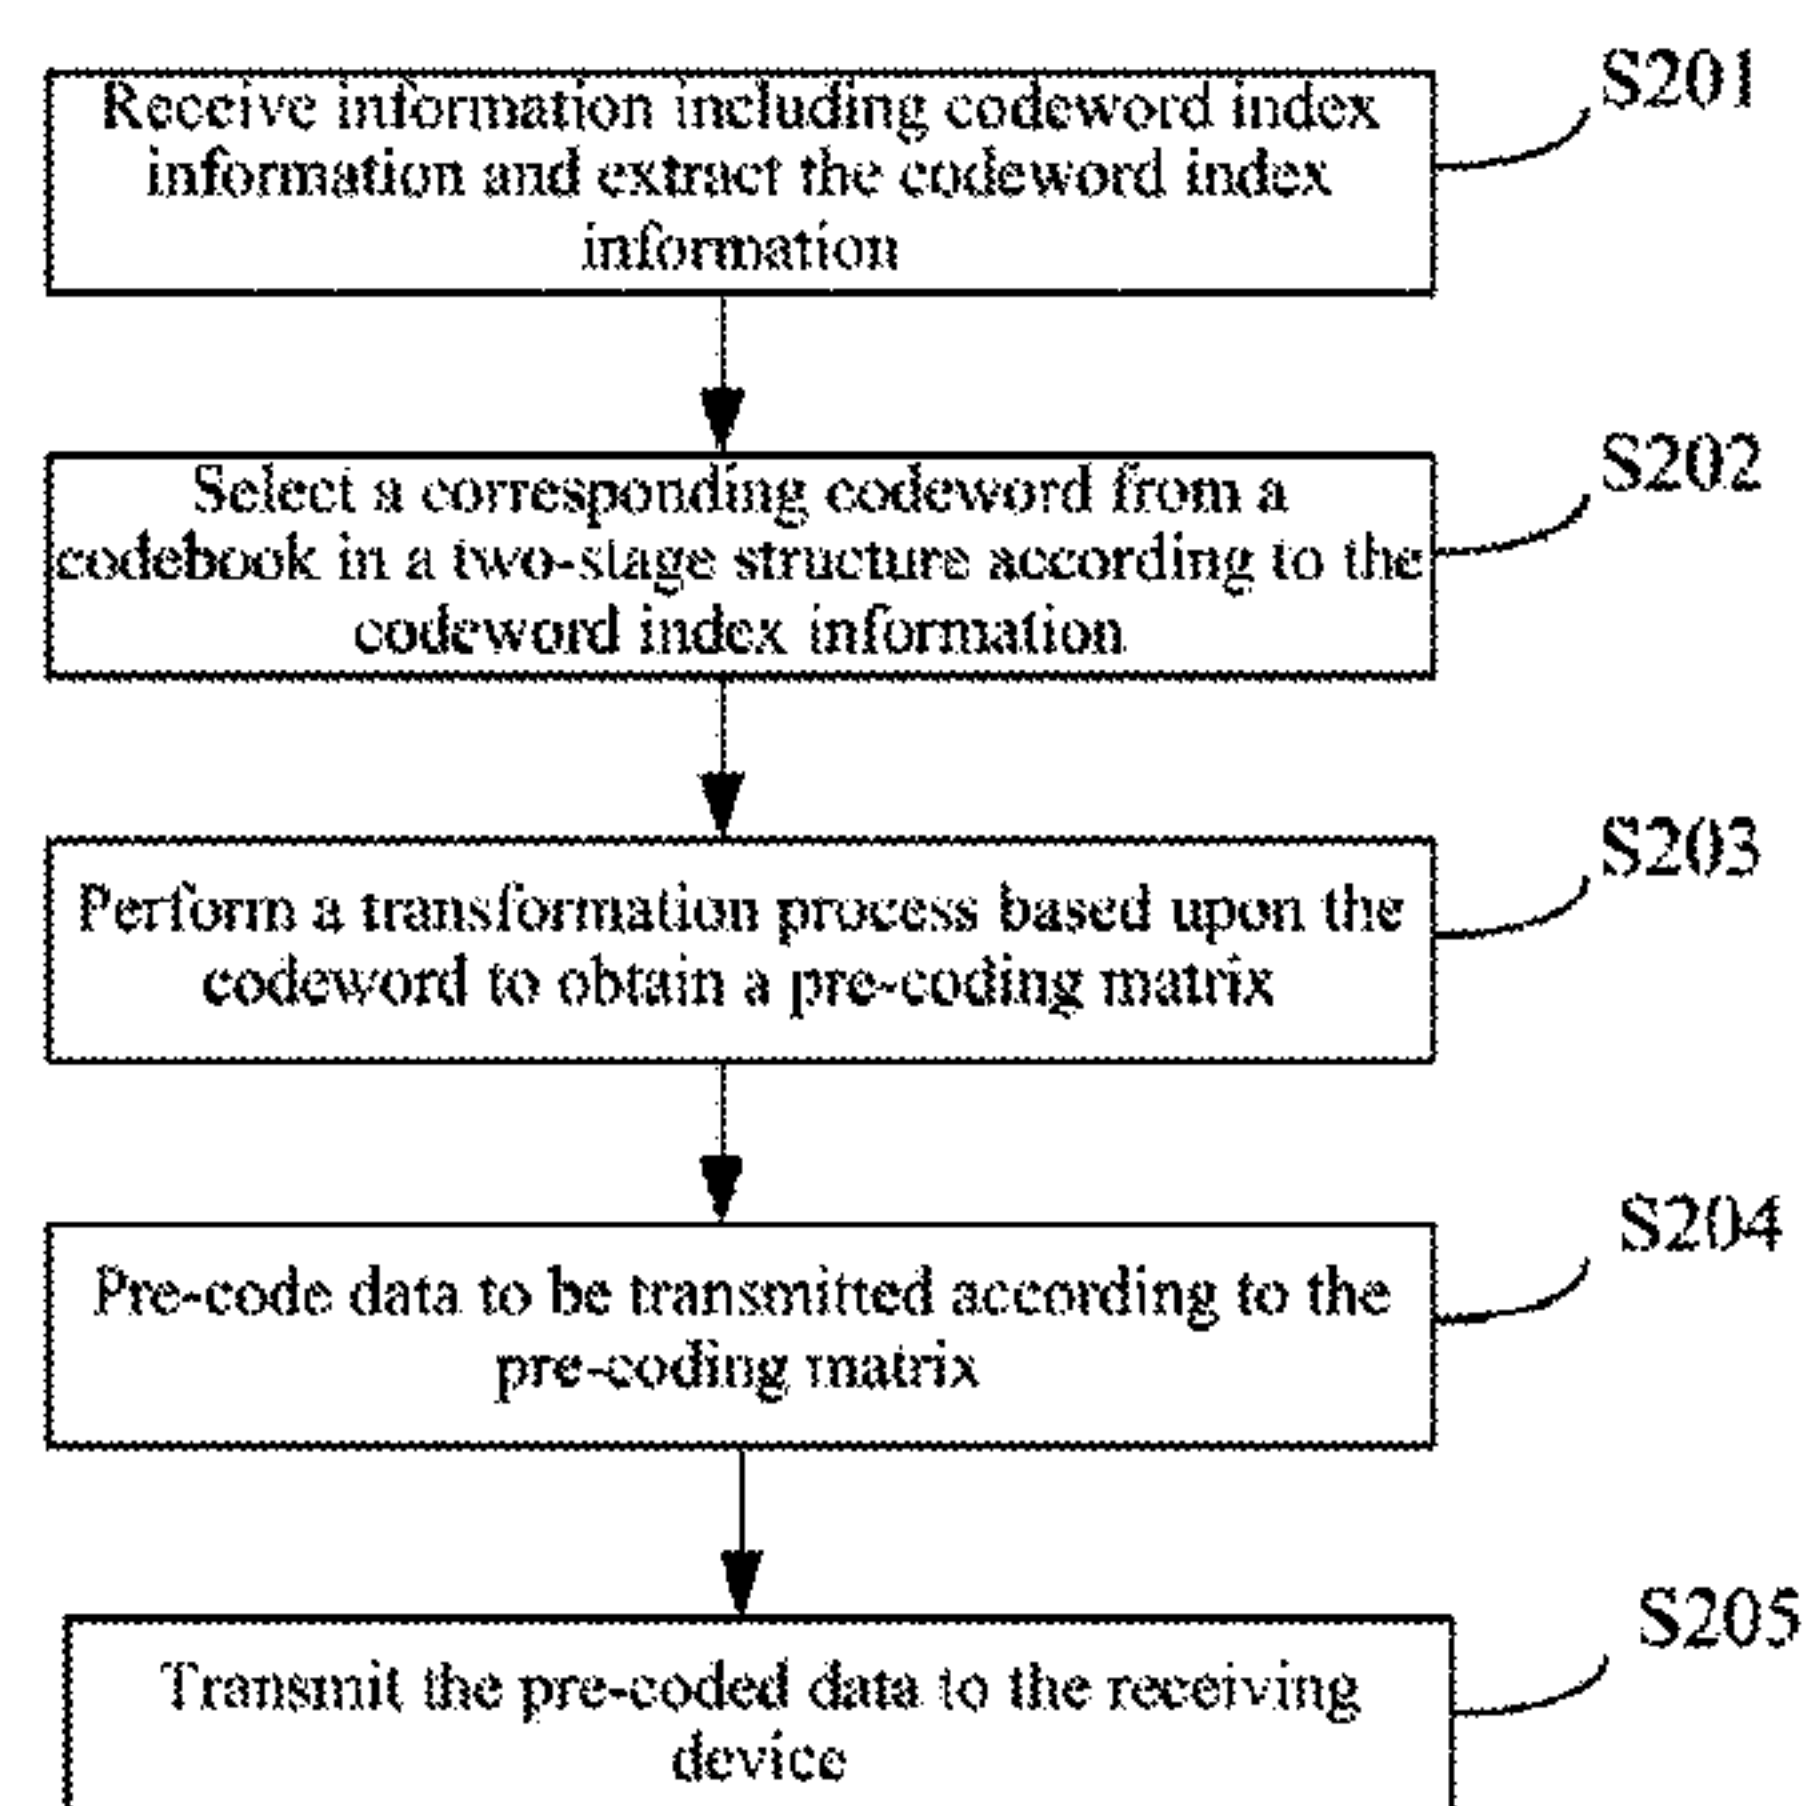 S201
Receive information including codeword index
information and extract the codeword index
information
S202
Select a corresponding codeword from a
codebook in a two-stage structure according to the
codeword index information
S203
Perform a transformation process based upon the
codeword to obtain a pre-coding matrix
S204
Pre-code data to be transmitted according to the
pre-coding matrix
S205
Transmit the pre-coded data to the receiving
device